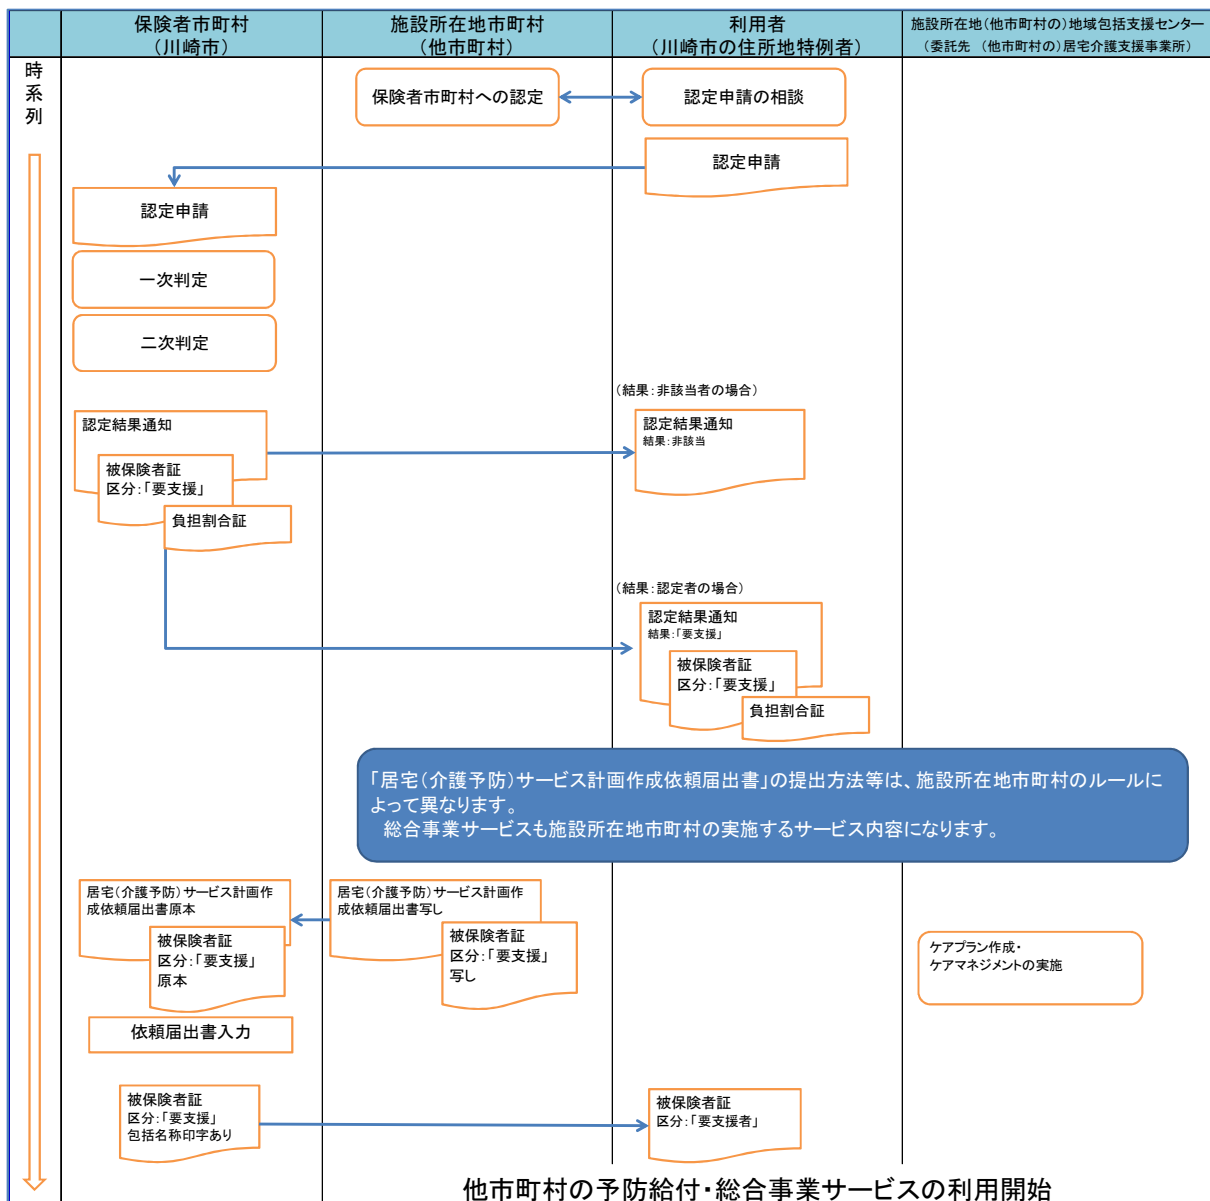 保険者市町村
（川崎市）
施設所在地市町村
（他市町村）
利用者
（川崎市の住所地特例者）
施設所在地（他市町村の）地域包括支援センター
（委託先　（他市町村の）居宅介護支援事業所）
時系列
保険者市町村への認定
認定申請の相談
認定申請
認定申請
一次判定
二次判定
（結果：非該当者の場合）
認定結果通知
被保険者証
区分：「要支援」
負担割合証
認定結果通知
結果：非該当
（結果：認定者の場合）
認定結果通知
結果：「要支援」
被保険者証
区分：「要支援」
負担割合証
「居宅（介護予防）サービス計画作成依頼届出書」の提出方法等は、施設所在地市町村のルールに
よって異なります。
総合事業サービスも施設所在地市町村の実施するサービス内容になります。
居宅（介護予防）サービス計画作
成依頼届出書原本
被保険者証
区分：「要支援」
原本
居宅（介護予防）サービス計画作
成依頼届出書写し
被保険者証
区分：「要支援」
写し
ケアプラン作成・
ケアマネジメントの実施
依頼届出書入力
被保険者証
区分：「要支援」
包括名称印字あり
被保険者証
区分：「要支援者」
他市町村の予防給付・総合事業サービスの利用開始